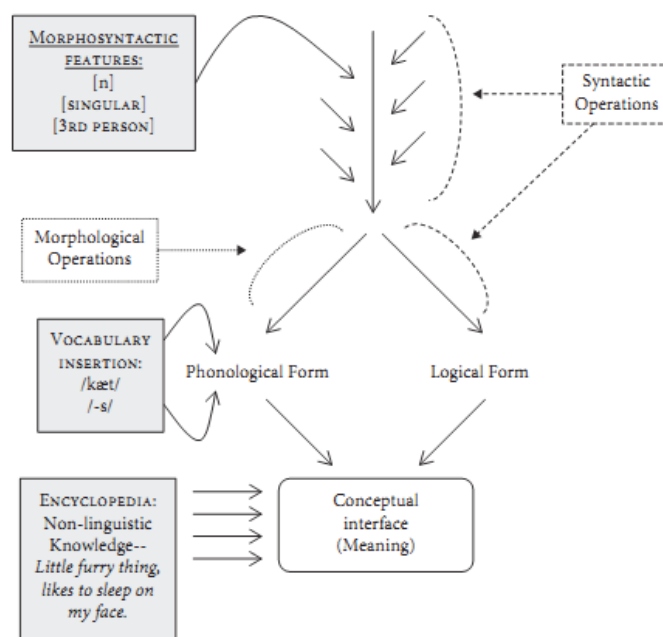 MORPHOSYNTACTIC
FEATURES:
[n]
[SINGULAR]
[3RD PERSON]
Syntactic
Operations
Morphological
Operations
VOCABULARY
INSERTION:
/kæt/
/-s/
Phonological Form
Logical Form
ENCYCLOPEDIA:
Non-linguistic
Knowledge--
Little furry thing,
likes to sleep on
my face.
Conceptual
interface
(Meaning)